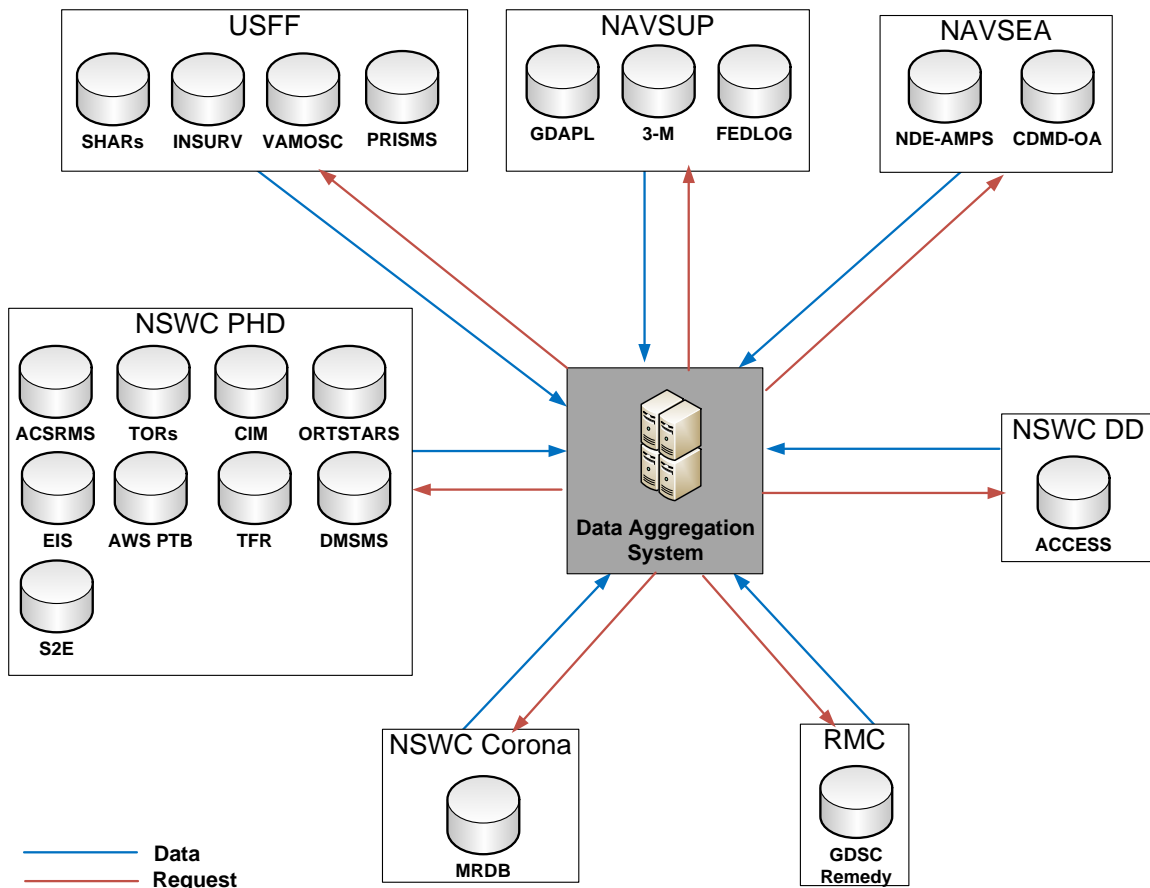 USFF
SHARs INSURV VAMOSC PRISMS
NAVSUP
GDAPL 3-M FEDLOG
NAVSEA
NDE-AMPS CDMD-OA
NSWC PHD
ACSRMS TORs CIM ORTSTARS
EIS AWS PTB TFR DMSMS
S2E
Data Aggregation
System
NSWC DD
ACCESS
NSWC Corona
MRDB
RMC
GDSC
Remedy
Data
Request